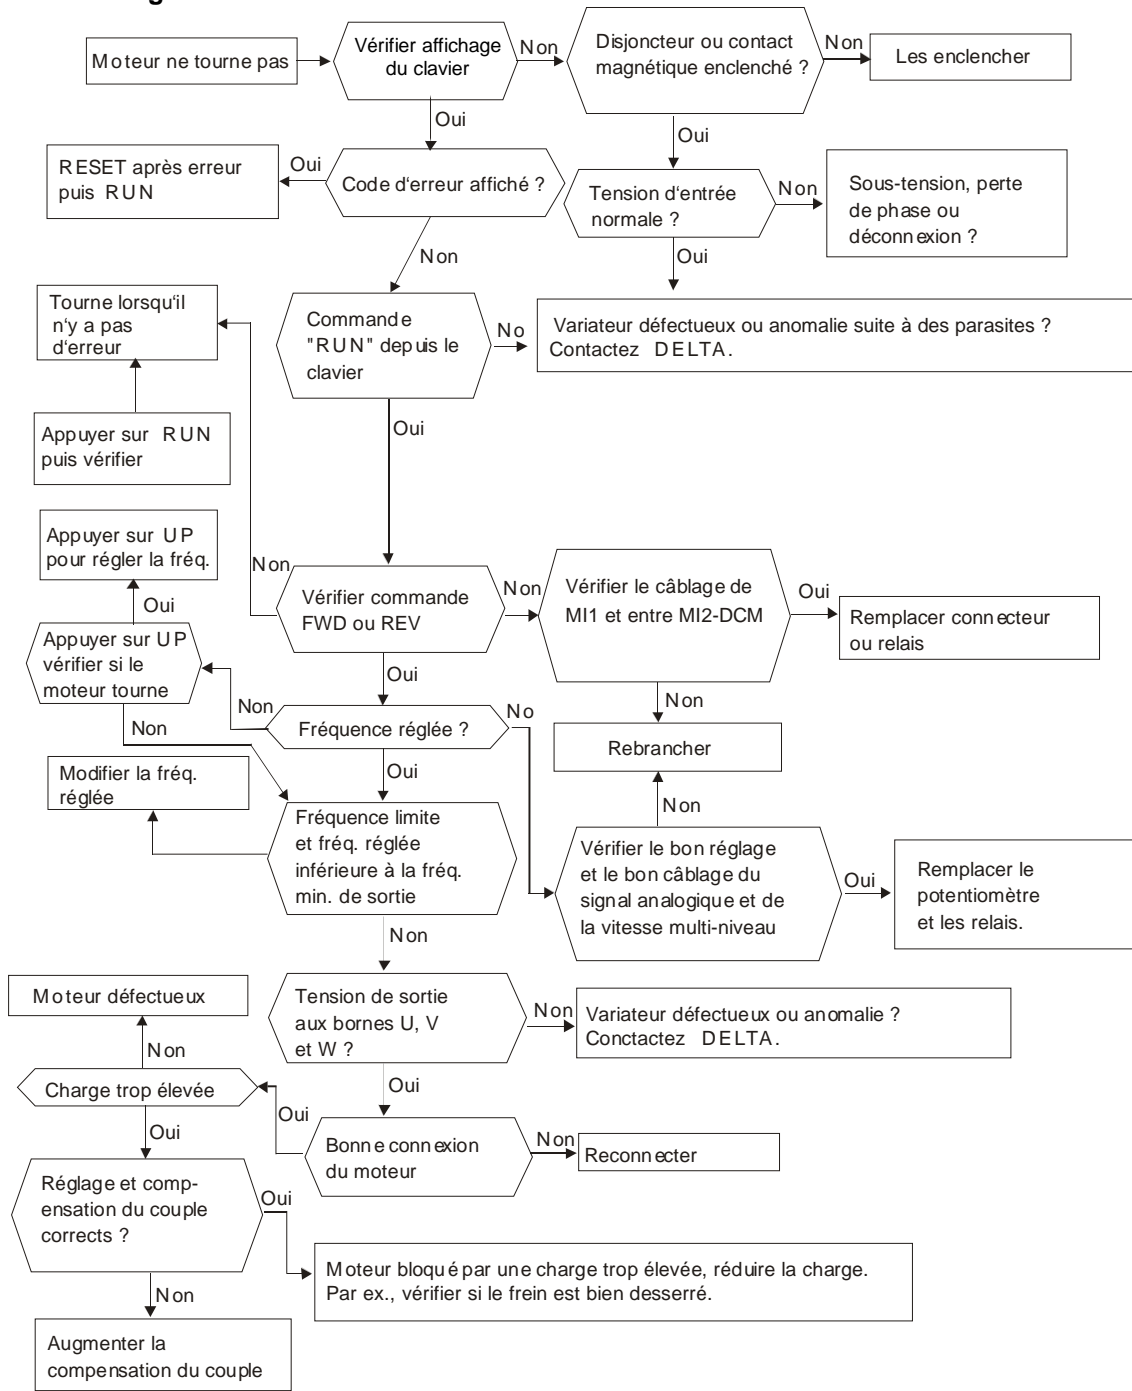 Moteur ne tourne pas
Vérifier affichage
du clavier
Non
Disjoncteur ou contact
magnétique enclenché ?
Non
Les enclencher
Oui
Oui
RESET après erreur
puis RUN
Oui
Code d'erreur affiché ?
Tension d'entrée
normale ?
Non
Sous-tension, perte
de phase ou
déconnexion ?
Non
Oui
Tourne lorsqu'il
n'y a pas
d'erreur
Commande
"RUN" depuis le
clavier
No
Variateur défectueux ou anomalie suite à des parasites ?
Contactez DELTA.
Appuyer sur RUN
puis vérifier
Oui
Appuyer sur UP
pour régler la fréq.
Non
Vérifier commande
FWD ou REV
Non
Vérifier le câblage de
MI1 et entre MI2-DCM
Oui
Remplacer connecteur
ou relais
Oui
Appuyer sur UP
vérifier si le
moteur tourne
Oui
Non
Non
Non
Fréquence réglée ?
No
Rebrancher
Modifier la fréq.
réglée
Oui
Non
Fréquence limite
et fréq. réglée
inférieure à la fréq.
min. de sortie
Vérifier le bon réglage
et le bon câblage du
signal analogique et de
la vitesse multi-niveau
Oui
Remplacer le
potentiomètre
et les relais.
Non
Moteur défectueux
Tension de sortie
aux bornes U, V
et W ?
Non
Variateur défectueux ou anomalie ?
Conctactez DELTA.
Non
Charge trop élevée
Oui
Oui
Oui
Bonne connexion
du moteur
Non
Reconnecter
Réglage et comp-
ensation du couple
corrects ?
Oui
Moteur bloqué par une charge trop élevée, réduire la charge.
Par ex., vérifier si le frein est bien desserré.
Non
Augmenter la
compensation du couple